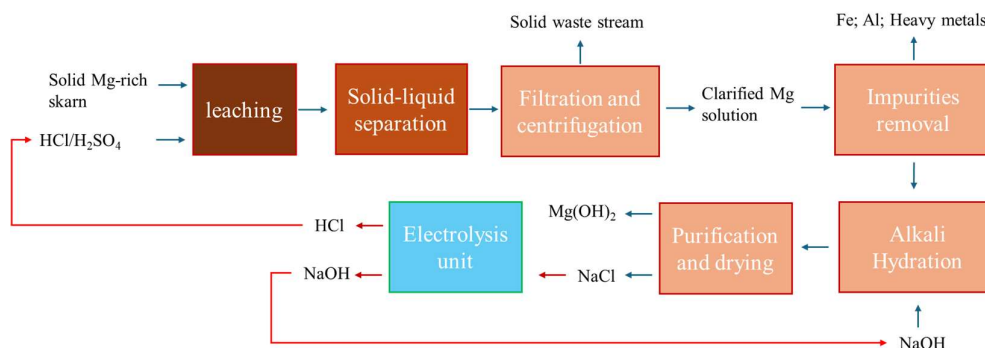 Solid waste stream
Fe; Al; Heavy metals
Solid Mg-rich
skarn
HCl/H₂SO₄
leaching
Solid-liquid
separation
Filtration and
centrifugation
Clarified Mg
solution
Impurities
removal
HCl
NaOH
Electrolysis
unit
Mg(OH)₂
NaCl
Purification
and drying
Alkali
Hydration
NaOH